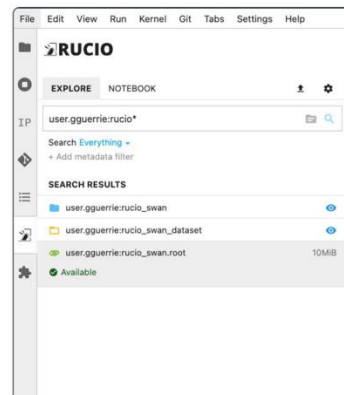 File Edit View Run Kernel Git Tabs Settings Help
RUCIO
EXPLORE NOTEBOOK
user.gguerrie:rucio*
IP
Search Everything
+ Add metadata filter
SEARCH RESULTS
user.gguerrie:rucio_swan
user.gguerrie:rucio_swan_dataset
user.gguerrie:rucio_swan.root 10MiB
Available